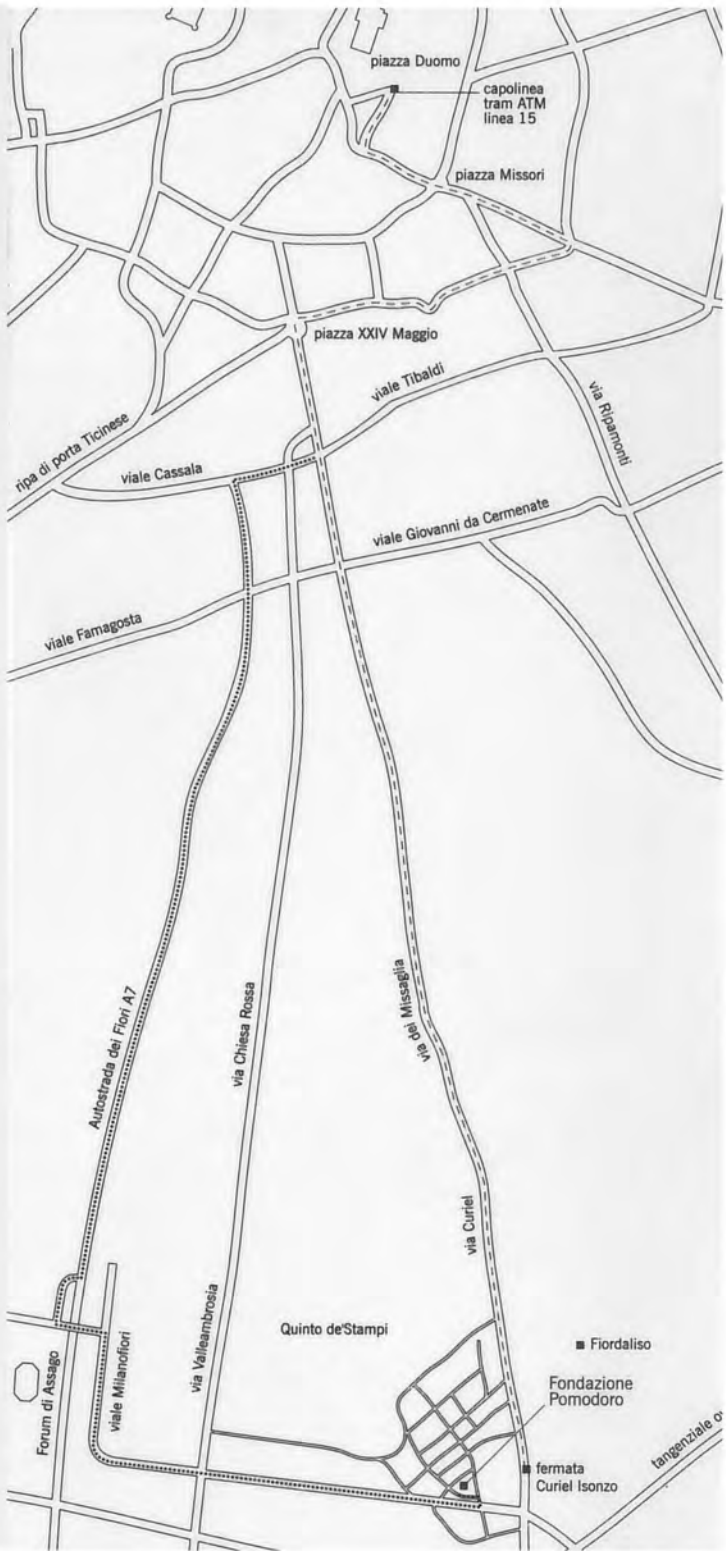 piazza Duomo
capolinea
tram ATM
linea 15
piazza Missori
piazza XXIV Maggio
viale Tibaldi
via Ripamonti
ripa di porta Ticinese
viale Cassala
viale Giovanni da Cermenate
viale Famagosta
via dei Missaglia
Autostrada dei Fiori A7
via Chiesa Rossa
via Curiel
via Valleambrosia
Quinto de'Stampi
Fiordaliso
Fondazione
Pomodoro
viale Milanofiori
Forum di Assago
fermata
Curiel Isonzo
tangenziale